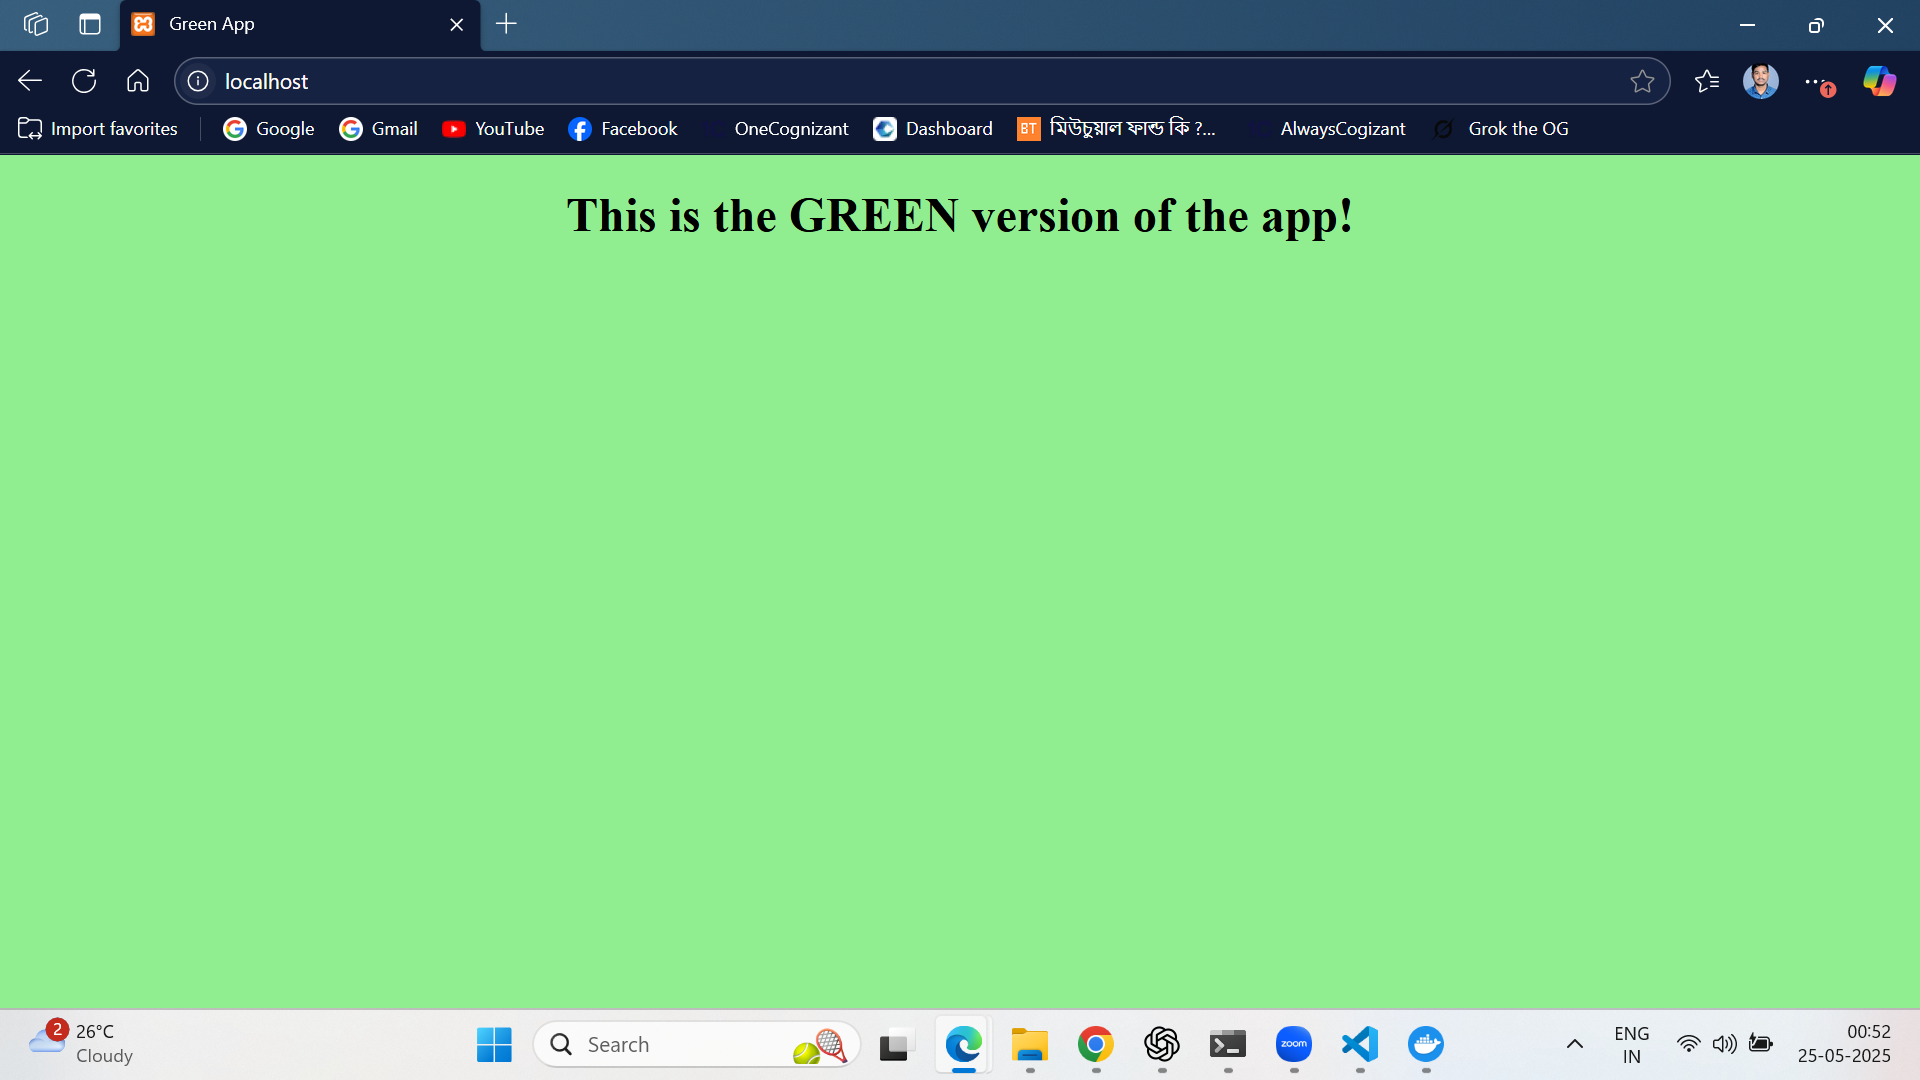 Green App
localhost
Import favorites
Google
Gmail
YouTube
Facebook
OneCognizant
Dashboard
BT
মিউচুয়াল ফান্ড কি ?...
AlwaysCogizant
Grok the OG
This is the GREEN version of the app!
2
26°C
Cloudy
Search
zoom
ENG
IN
00:52
25-05-2025